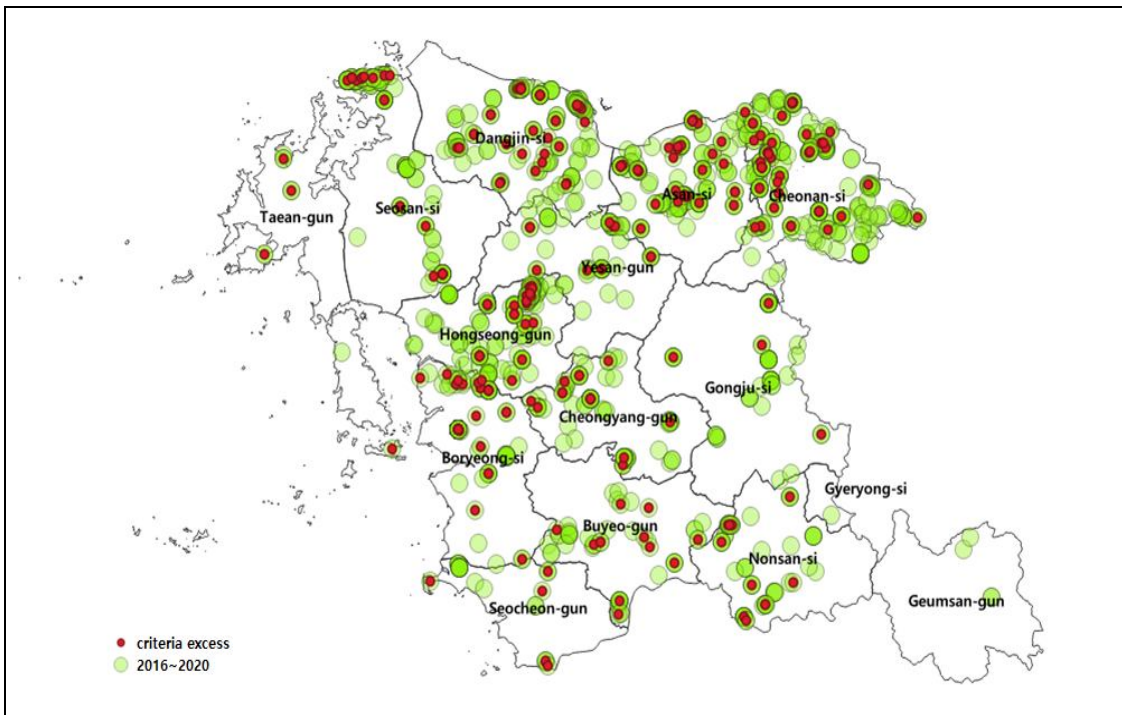 Dangjin-si
Asan-si
Cheonan-si
Seosan-si
Taean-gun
Yesan-gun
Hongseong-gun
Gongju-si
Cheongyang-gun
Boryeong-si
Gyeryong-si
Buyeo-gun
Nonsan-si
Seocheon-gun
Geumsan-gun
criteria excess
2016~2020